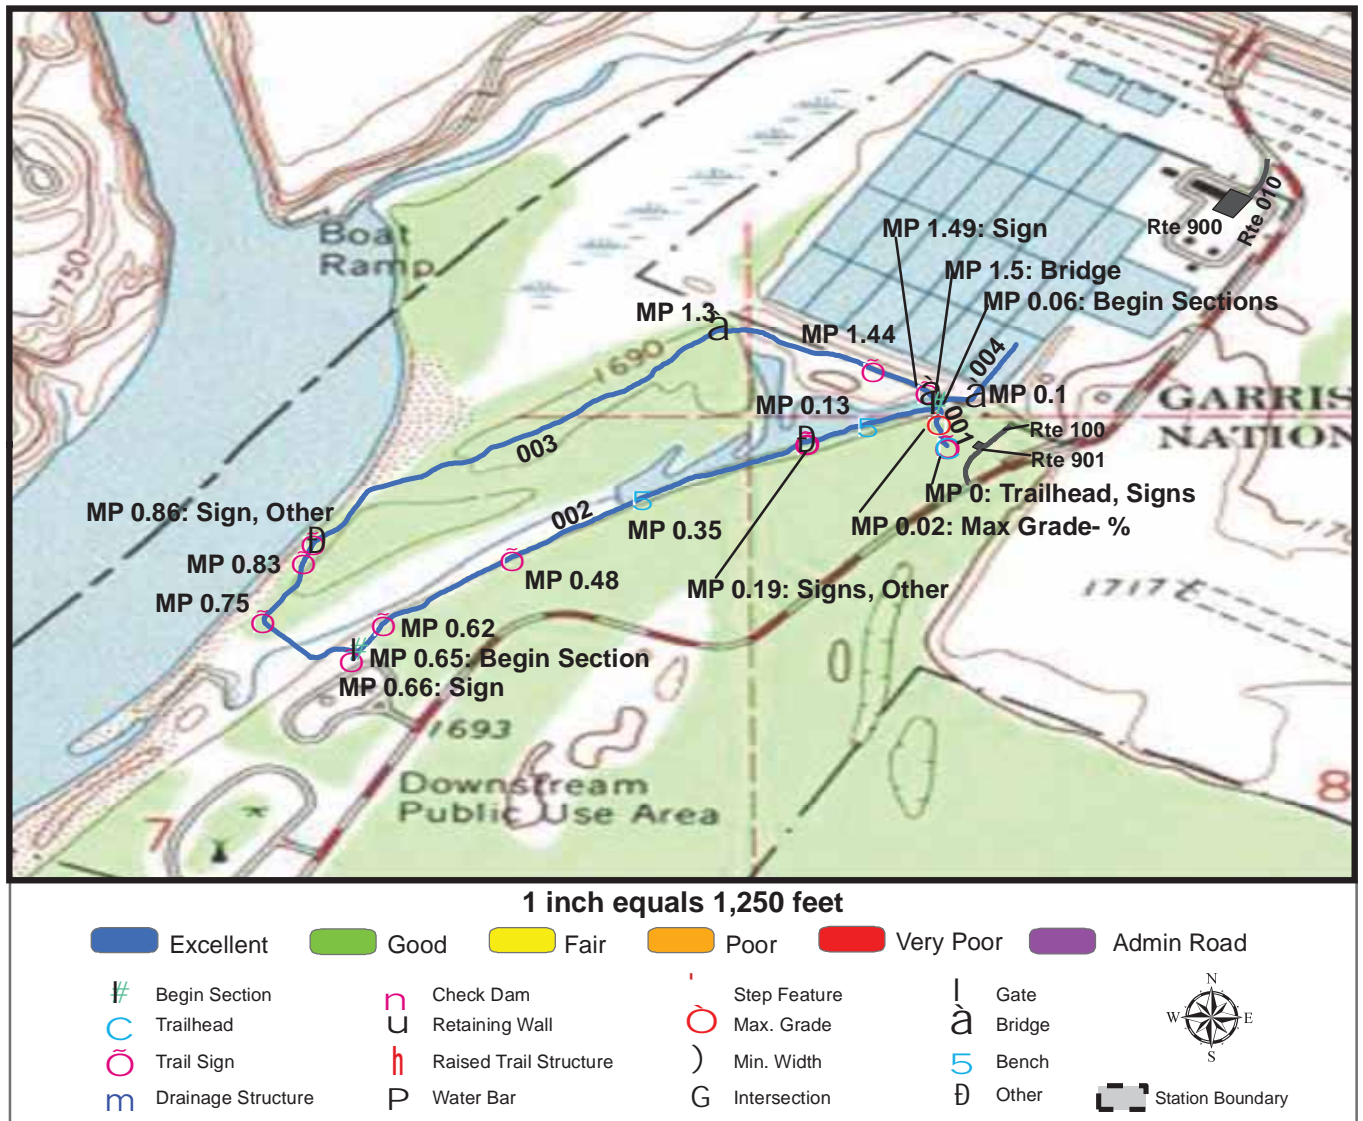 Boat
Ramp
1750
Rte 900
Rte 010
MP 1.49: Sign
MP 1.5: Bridge
MP 0.06: Begin Sections
MP 1.3
à
MP 1.44
Õ
1690
004
à
à
MP 0.1
GARRIS
NATION
MP 0.13
5
Đ
001
Rte 100
Rte 901
003
MP 0: Trailhead, Signs
MP 0.86: Sign, Other
Đ
002
5
MP 0.35
MP 0.02: Max Grade- %
MP 0.83
Õ
MP 0.48
MP 0.19: Signs, Other
1717
MP 0.75
Õ
MP 0.62
MP 0.65: Begin Section
MP 0.66: Sign
1693
Downstream
Public Use Area
7
8
1 inch equals 1,250 feet
Excellent Good Fair Poor Very Poor Admin Road
# Begin Section n Check Dam ' Step Feature l Gate
C Trailhead u Retaining Wall Ò Max. Grade à Bridge
Õ Trail Sign h Raised Trail Structure ) Min. Width 5 Bench
m Drainage Structure P Water Bar G Intersection Đ Other Station Boundary
N
W E
S